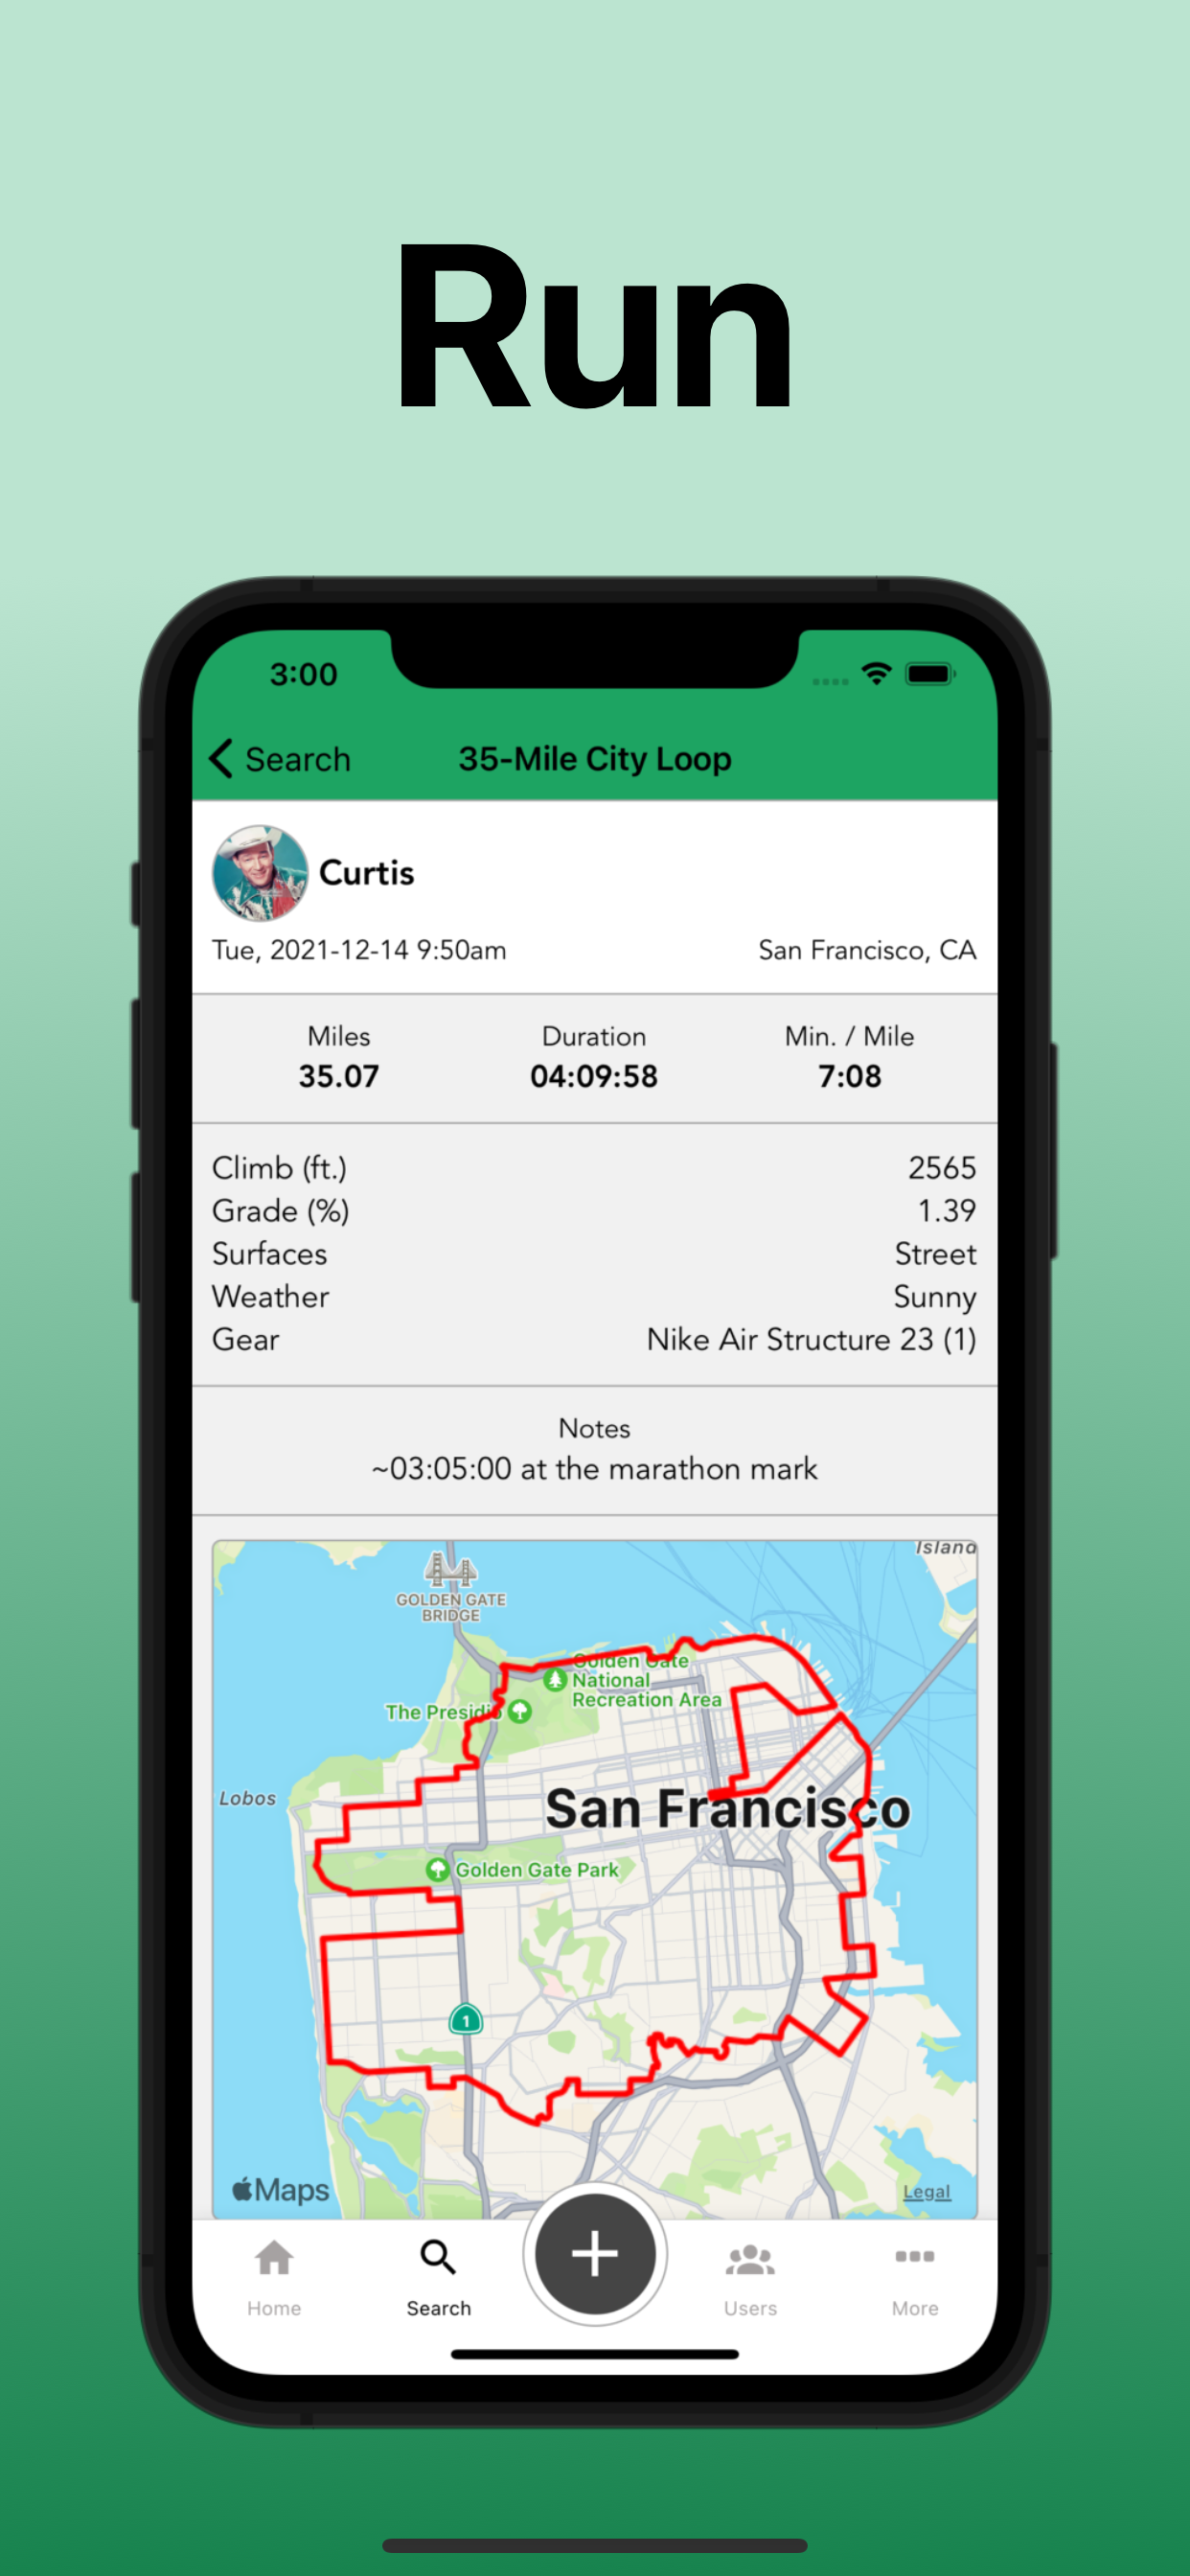 Run
3:00
Search
35-Mile City Loop
Curtis
Tue, 2021-12-14 9:50am
San Francisco, CA
Miles
Duration
Min. / Mile
35.07
04:09:58
7:08
Climb (ft.)
2565
Grade (%)
1.39
Surfaces
Street
Weather
Sunny
Gear
Nike Air Structure 23 (1)
Notes
~03:05:00 at the marathon mark
Island
GOLDEN GATE
BRIDGE
Golden Gate
National
Recreation Area
The Presidio
Lobos
San Francisco
Golden Gate Park
1
Maps
Legal
Home
Search
Users
More